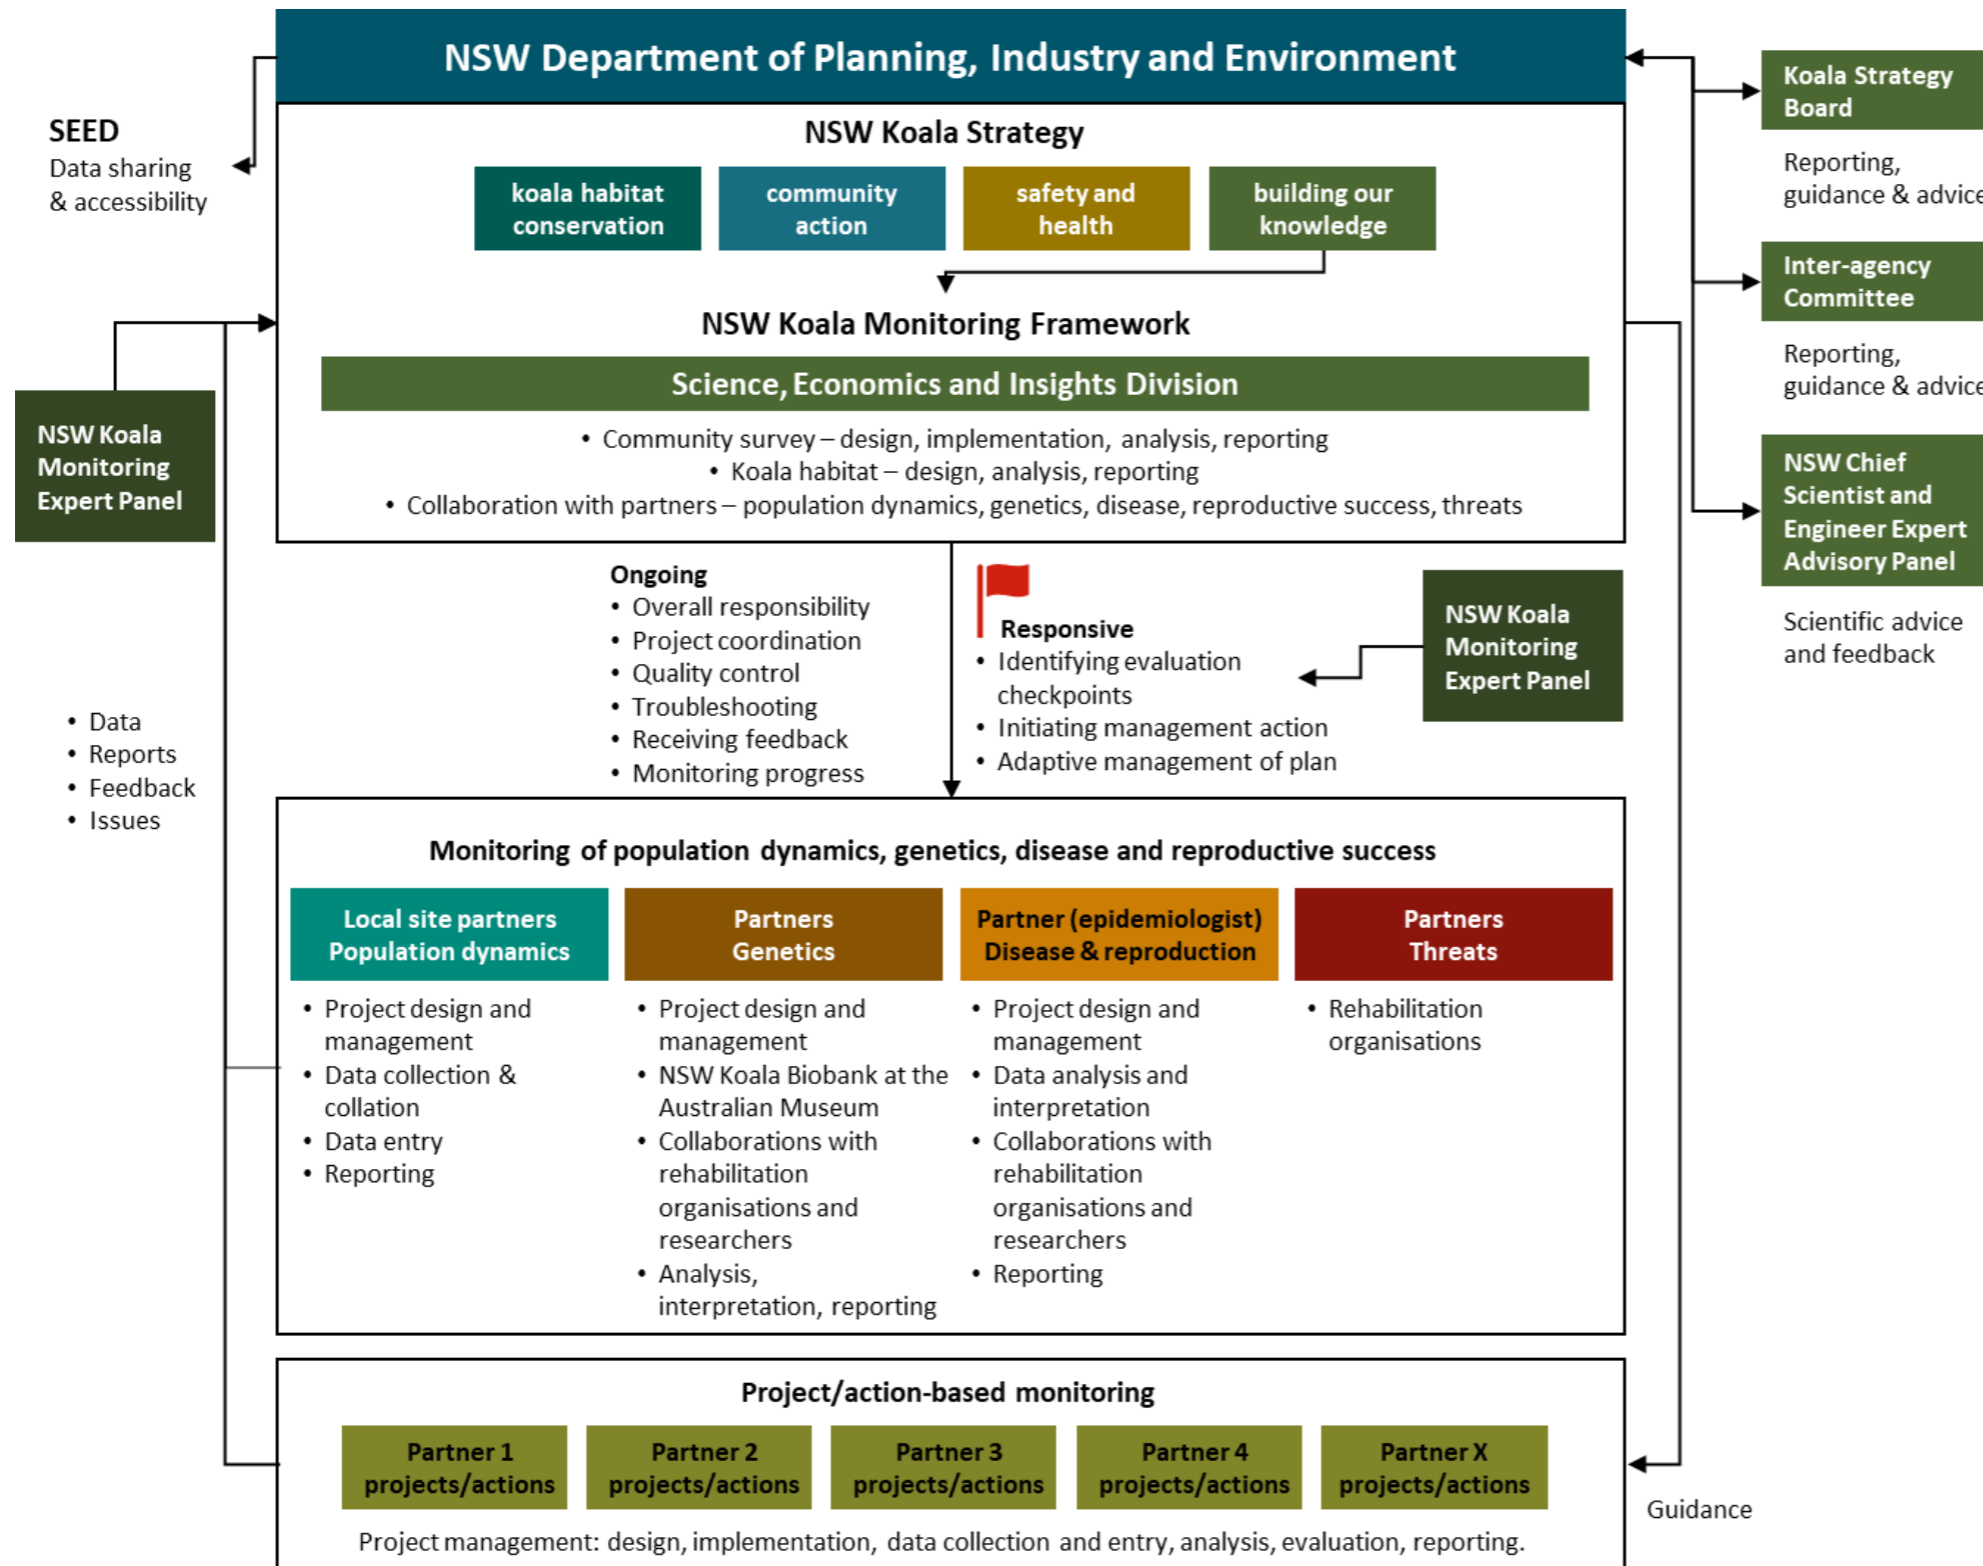 NSW Department of Planning, Industry and Environment
SEED
Data sharing
& accessibility
NSW Koala Strategy
koala habitat
conservation
community
action
safety and
health
building our
knowledge
Koala Strategy
Board
Reporting,
guidance & advice
Inter-agency
Committee
Reporting,
guidance & advice
NSW Chief
Scientist and
Engineer Expert
Advisory Panel
Scientific advice
and feedback
NSW Koala Monitoring Framework
Science, Economics and Insights Division
• Community survey – design, implementation, analysis, reporting
• Koala habitat – design, analysis, reporting
• Collaboration with partners – population dynamics, genetics, disease, reproductive success, threats
NSW Koala
Monitoring
Expert Panel
Ongoing
• Overall responsibility
• Project coordination
• Quality control
• Troubleshooting
• Receiving feedback
• Monitoring progress
Responsive
• Identifying evaluation
checkpoints
• Initiating management action
• Adaptive management of plan
NSW Koala
Monitoring
Expert Panel
• Data
• Reports
• Feedback
• Issues
Monitoring of population dynamics, genetics, disease and reproductive success
Local site partners
Population dynamics
• Project design and
management
• Data collection &
collation
• Data entry
• Reporting
Partners
Genetics
• Project design and
management
• NSW Koala Biobank at the
Australian Museum
• Collaborations with
rehabilitation
organisations and
researchers
• Analysis,
interpretation, reporting
Partner (epidemiologist)
Disease & reproduction
• Project design and
management
• Data analysis and
interpretation
• Collaborations with
rehabilitation
organisations and
researchers
• Reporting
Partners
Threats
• Rehabilitation
organisations
Project/action-based monitoring
Partner 1
projects/actions
Partner 2
projects/actions
Partner 3
projects/actions
Partner 4
projects/actions
Partner X
projects/actions
Project management: design, implementation, data collection and entry, analysis, evaluation, reporting.
Guidance